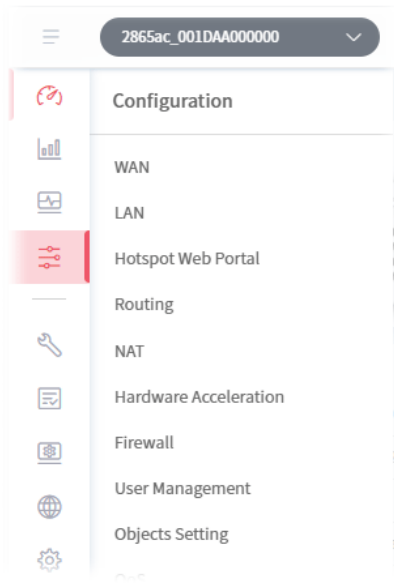 2865ac_001DAA000000
Configuration
WAN
LAN
Hotspot Web Portal
Routing
NAT
Hardware Acceleration
Firewall
User Management
Objects Setting